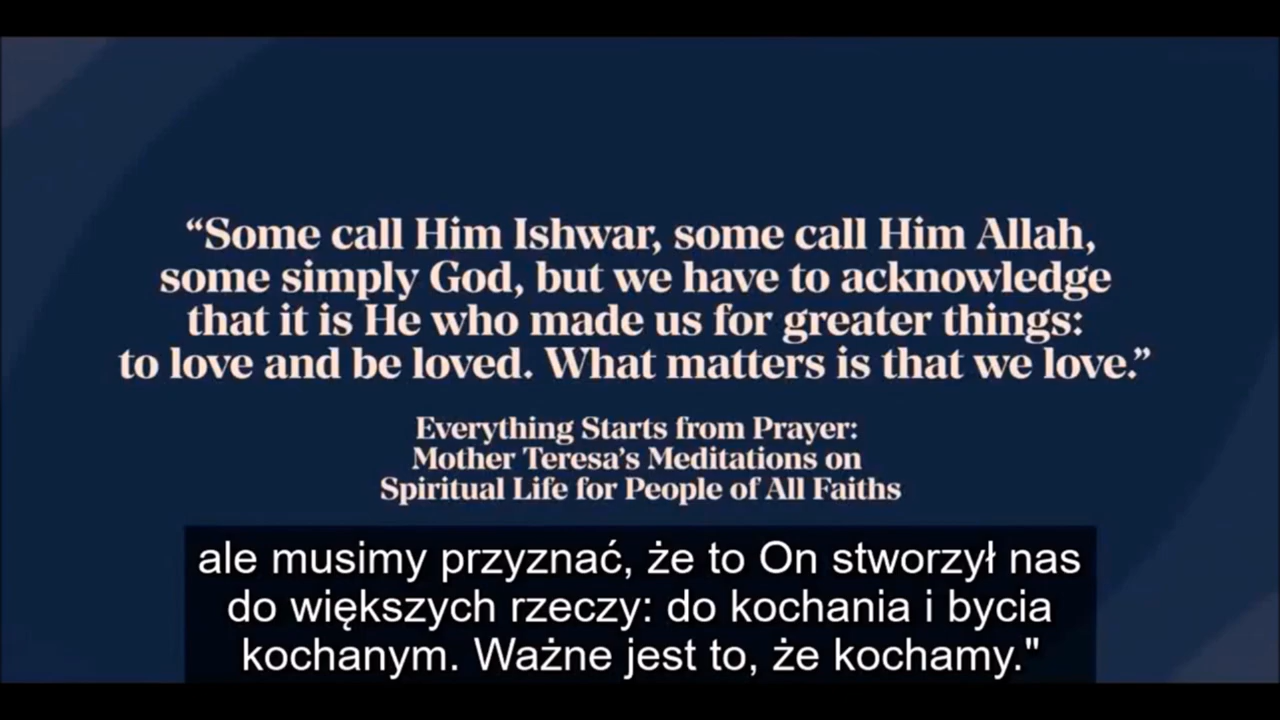 “Some call Him Ishwar, some call Him Allah,
some simply God, but we have to acknowledge
that it is He who made us for greater things:
to love and be loved. What matters is that we love.”
Everything Starts from Prayer:
Mother Teresa’s Meditations on
Spiritual Life for People of All Faiths
ale musimy przyznać, że to On stworzył nas
do większych rzeczy: do kochania i bycia
kochanym. Ważne jest to, że kochamy."